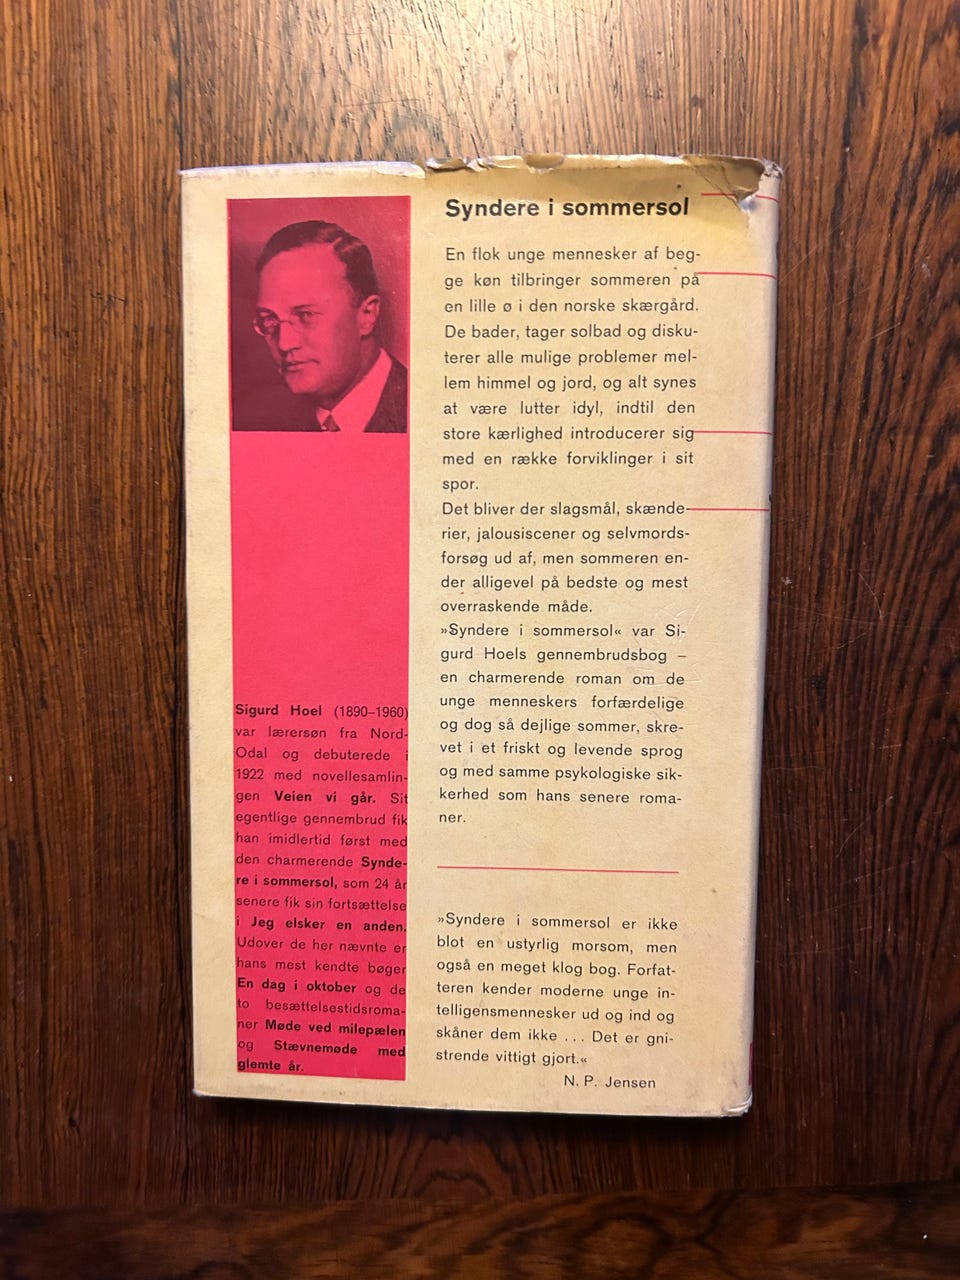 Syndere i sommersol
En flok unge mennesker af beg-
ge køn tilbringer sommeren på
en lille ø i den norske skærgård.
De bader, tager solbad og disku-
terer alle mulige problemer mel-
lem himmel og jord, og alt synes
at være lutter idyl, indtil den
store kærlighed introducerer sig
med en række forviklinger i sit
spor.
Det bliver der slagsmål, skænde-
rier, jalousiscener og selvmords-
forsøg ud af, men sommeren en-
der alligevel på bedste og mest
overraskende måde.
»Syndere i sommersol« var Si-
gurd Hoels gennembrudsbog –
en charmerende roman om de
unge menneskers forfærdelige
og dog så dejlige sommer, skre-
vet i et friskt og levende sprog
og med samme psykologiske sik-
kerhed som hans senere roma-
ner.
»Syndere i sommersol er ikke
blot en ustyrlig morsom, men
også en meget klog bog. Forfat-
teren kender moderne unge in-
telligensmennesker ud og ind og
skåner dem ikke ... Det er gni-
strende vittigt gjort.«
N. P. Jensen
Sigurd Hoel (1890–1960)
var lærersøn fra Nord-
Odal og debuterede i
1922 med novellesamlin-
gen Veien vi går. Sit
egentlige gennembrud fik
han imidlertid først med
den charmerende Synde-
re i sommersol, som 24 år
senere fik sin fortsættelse
i Jeg elsker en anden.
Udover de her nævnte er
hans mest kendte bøger
En dag i oktober og de
to besættelsestidsroma-
ner Møde ved milepælen
og Stævnemøde med
glemte år.